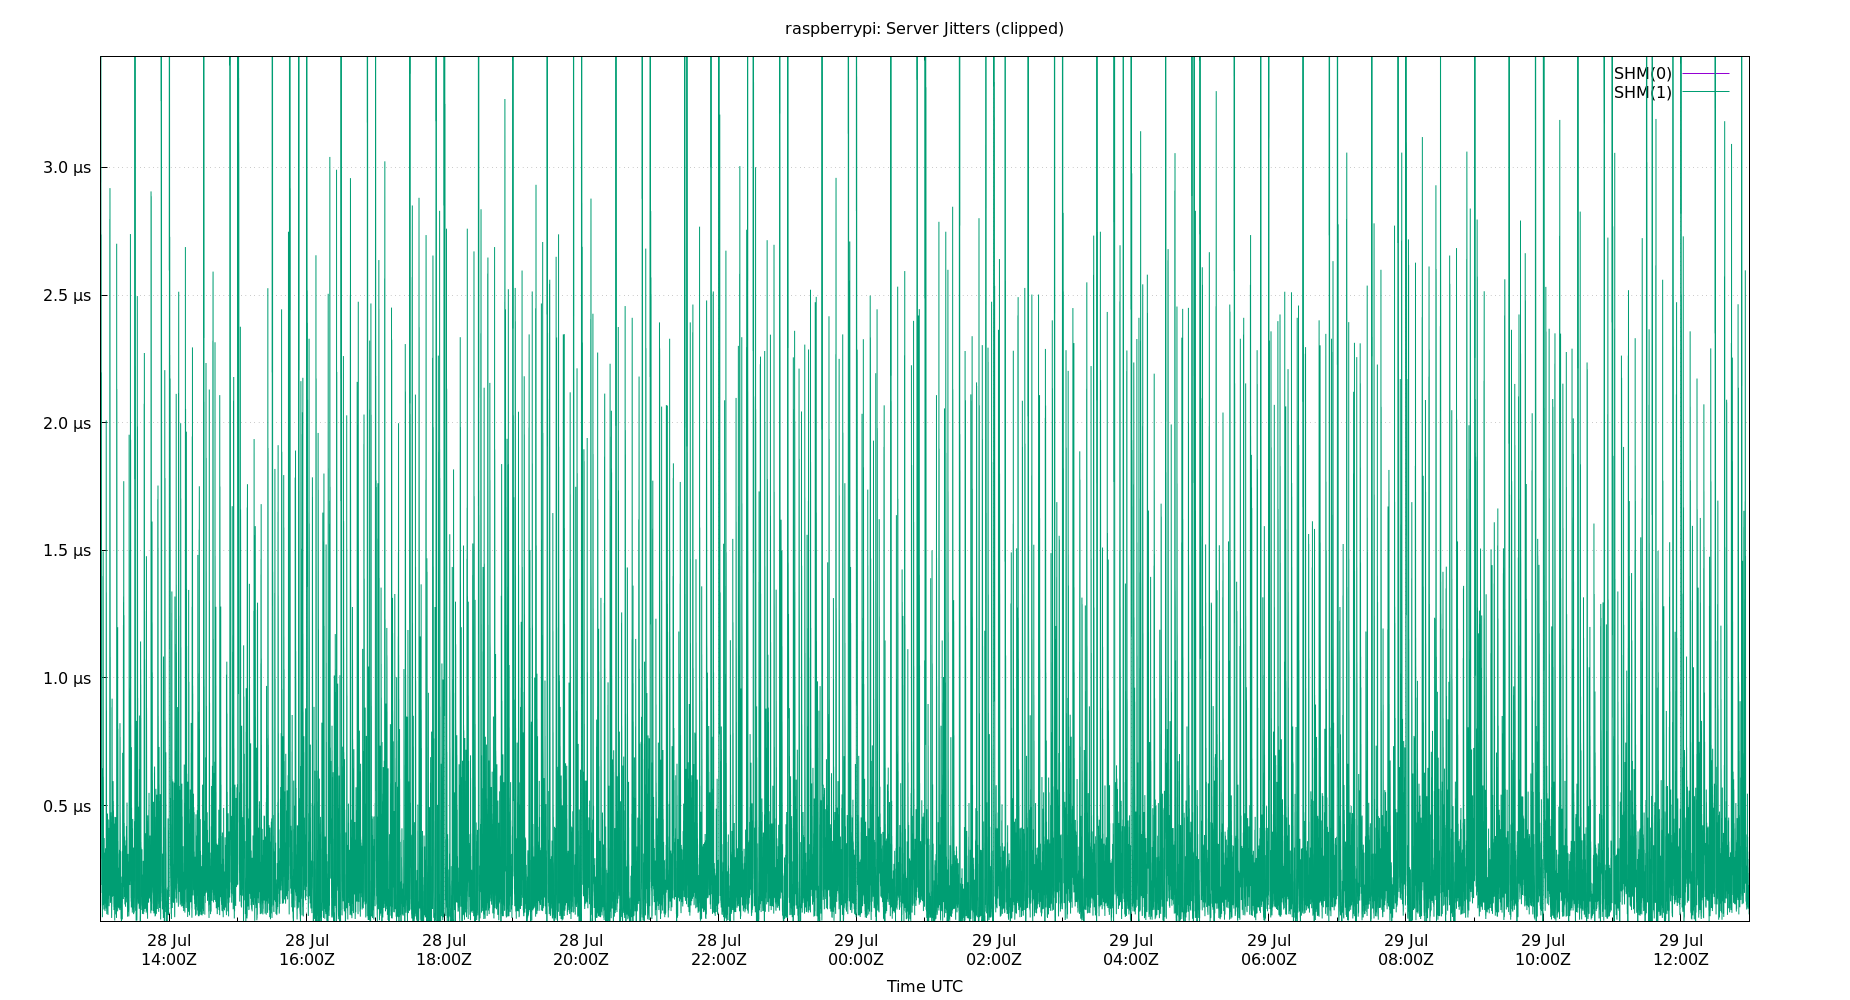 raspberrypi: Server Jitters (clipped)
SHM(0)
SHM(1)
3.0 µs
2.5 µs
2.0 µs
1.5 µs
1.0 µs
0.5 µs
28 Jul 28 Jul 28 Jul 28 Jul 28 Jul 29 Jul 29 Jul 29 Jul 29 Jul 29 Jul 29 Jul 29 Jul
14:00Z 16:00Z 18:00Z 20:00Z 22:00Z 00:00Z 02:00Z 04:00Z 06:00Z 08:00Z 10:00Z 12:00Z
Time UTC